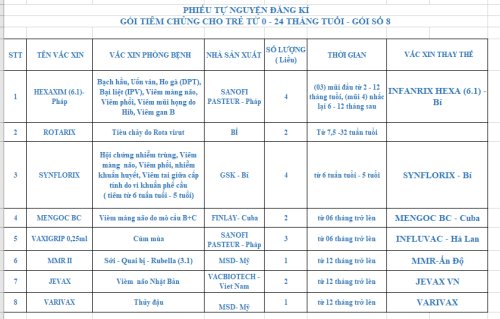 PHIẾU TỰ NGUYỆN ĐĂNG KÍ
GÓI TIÊM CHỦNG CHO TRẺ TỪ 0 - 24 THÁNG TUỔI - GÓI SỐ 8
STT TÊN VẮC XIN VẮC XIN PHÒNG BỆNH NHÀ SẢN XUẤT SỐ LƯỢNG ( Liều) THỜI GIAN VẮC XIN THAY THẾ
1 HEXAXIM (6.1)- Pháp
Bạch hầu, Uốn ván, Ho gà (DPT),
Bại liệt (IPV), Viêm màng não,
Viêm phổi, Viêm mũi họng do
Hib, Viêm gan B
SANOFI PASTEUR - Pháp
4
(03) mũi đầu từ 2 - 12
tháng tuổi, (mũi 4) nhắc
lại 6 - 12 tháng sau
INFANRIX HEXA (6.1) - Bỉ
2 ROTARIX Tiêu chảy do Rota virut BỈ 2 Từ 7,5 -32 tuần tuổi
3 SYNFLORIX
Hội chứng nhiễm trùng, Viêm
màng não, Viêm phổi, nhiễm
khuẩn huyết, Viêm tai giữa cấp
tính do vi khuẩn phế cầu
( tiêm từ 6 tuần tuổi - 5 tuổi)
GSK - Bỉ 4 từ 6 tuần tuổi - 5 tuổi SYNFLORIX - Bỉ
4 MENGOC BC Viêm màng não do mô cầu B+C FINLAY- Cuba 2 từ 06 tháng trở lên MENGOC BC - Cuba
5 VAXIGRIP 0,25ml Cúm mùa SANOFI PASTEUR - Pháp 3 từ 06 tháng trở lên INFLUVAC - Hà Lan
6 MMR II Sởi - Quai bị - Rubella (3.1) MSD- Mỹ 1 từ 12 tháng trở lên MMR-Ấn Độ
7 JEVAX Viêm não Nhật Bản VACBIOTECH - Viet Nam 2 từ 12 tháng trở lên JEVAX VN
8 VARIVAX Thủy đậu MSD- Mỹ 1 từ 12 tháng trở lên VARIVAX